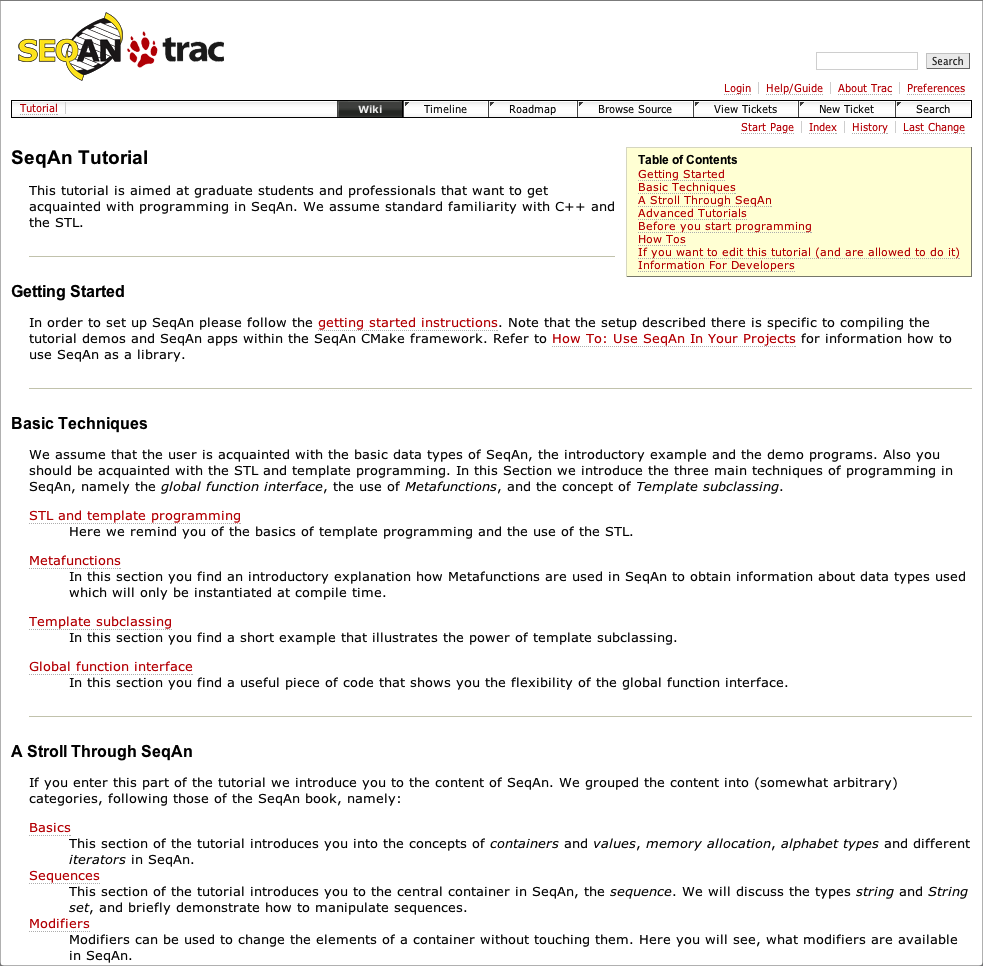 SEQAN trac
Search
Login Help/Guide About Trac Preferences
Tutorial Wiki Timeline Roadmap Browse Source View Tickets New Ticket Search
Start Page Index History Last Change
SeqAn Tutorial
This tutorial is aimed at graduate students and professionals that want to get
acquainted with programming in SeqAn. We assume standard familiarity with C++ and
the STL.
Table of Contents
Getting Started
Basic Techniques
A Stroll Through SeqAn
Advanced Tutorials
Before you start programming
How Tos
If you want to edit this tutorial (and are allowed to do it)
Information For Developers
Getting Started
In order to set up SeqAn please follow the getting started instructions. Note that the setup described there is specific to compiling the
tutorial demos and SeqAn apps within the SeqAn CMake framework. Refer to How To: Use SeqAn In Your Projects for information how to
use SeqAn as a library.
Basic Techniques
We assume that the user is acquainted with the basic data types of SeqAn, the introductory example and the demo programs. Also you
should be acquainted with the STL and template programming. In this Section we introduce the three main techniques of programming in
SeqAn, namely the global function interface, the use of Metafunctions, and the concept of Template subclassing.
STL and template programming
Here we remind you of the basics of template programming and the use of the STL.
Metafunctions
In this section you find an introductory explanation how Metafunctions are used in SeqAn to obtain information about data types used
which will only be instantiated at compile time.
Template subclassing
In this section you find a short example that illustrates the power of template subclassing.
Global function interface
In this section you find a useful piece of code that shows you the flexibility of the global function interface.
A Stroll Through SeqAn
If you enter this part of the tutorial we introduce you to the content of SeqAn. We grouped the content into (somewhat arbitrary)
categories, following those of the SeqAn book, namely:
Basics
This section of the tutorial introduces you into the concepts of containers and values, memory allocation, alphabet types and different
iterators in SeqAn.
Sequences
This section of the tutorial introduces you to the central container in SeqAn, the sequence. We will discuss the types string and String
set, and briefly demonstrate how to manipulate sequences.
Modifiers
Modifiers can be used to change the elements of a container without touching them. Here you will see, what modifiers are available
in SeqAn.